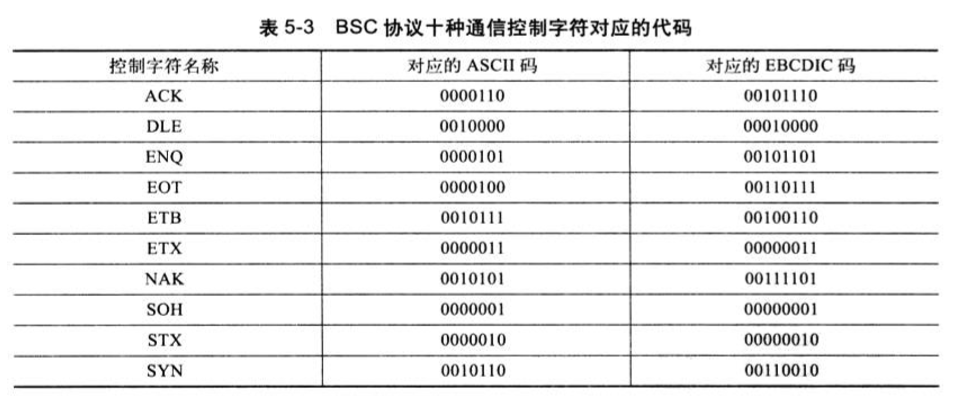 表 5-3 BSC 协议十种通信控制字符对应的代码
控制字符名称 对应的 ASCII 码 对应的 EBCDIC 码
ACK 0000110 00101110
DLE 0010000 00010000
ENQ 0000101 00101101
EOT 0000100 00110111
ETB 0010111 00100110
ETX 0000011 00000011
NAK 0010101 00111101
SOH 0000001 00000001
STX 0000010 00000010
SYN 0010110 00110010